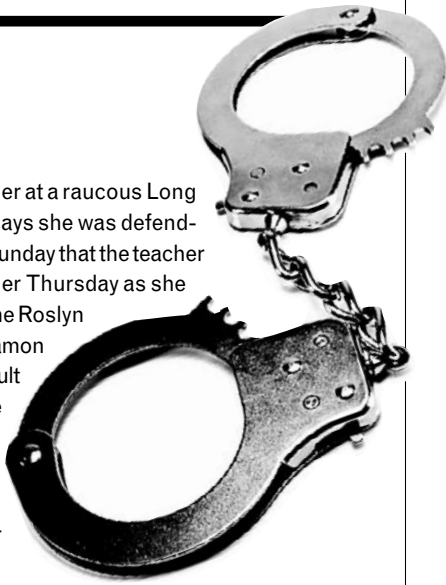 er at a raucous Long
ays she was defend-
unday that the teacher
er Thursday as she
ne Roslyn
amon
ult